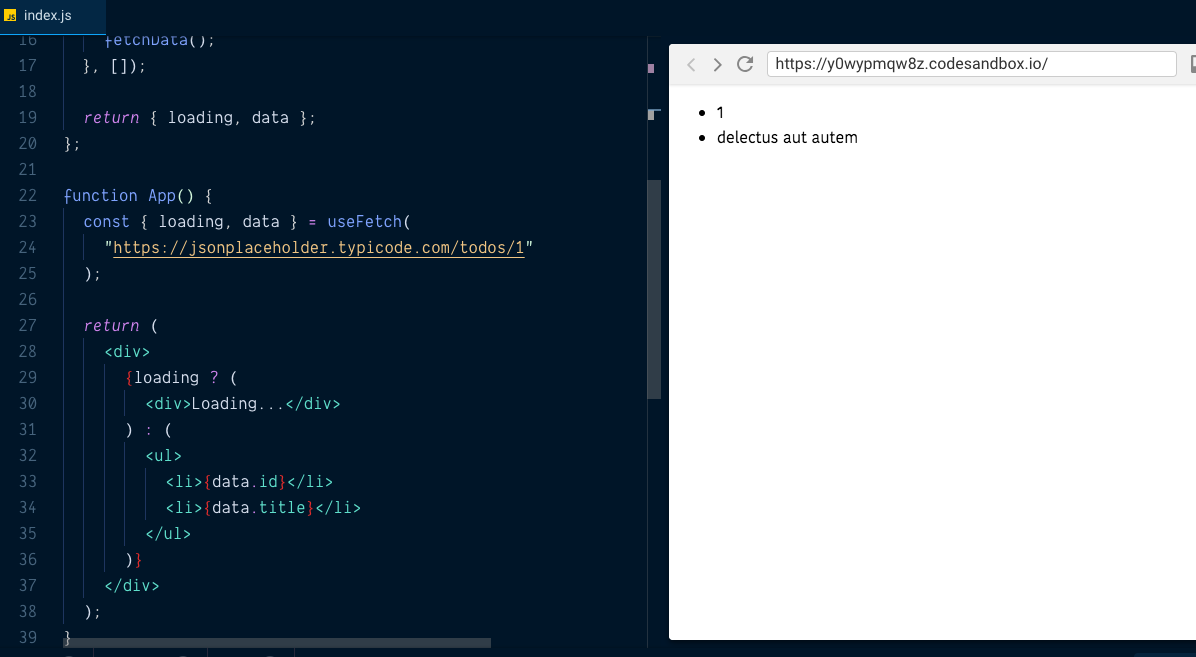 JS index.js
16 fetchData();
17 }, []);
18
19 return { loading, data };
20 };
21
22 function App() {
23 const { loading, data } = useFetch(
24 "https://jsonplaceholder.typicode.com/todos/1"
25 );
26
27 return (
28 <div>
29 {loading ? (
30 <div>Loading...</div>
31 ) : (
32 <ul>
33 <li>{data.id}</li>
34 <li>{data.title}</li>
35 </ul>
36 )}
37 </div>
38 );
39 }
https://y0wypmqw8z.codesandbox.io/
• 1
• delectus aut autem